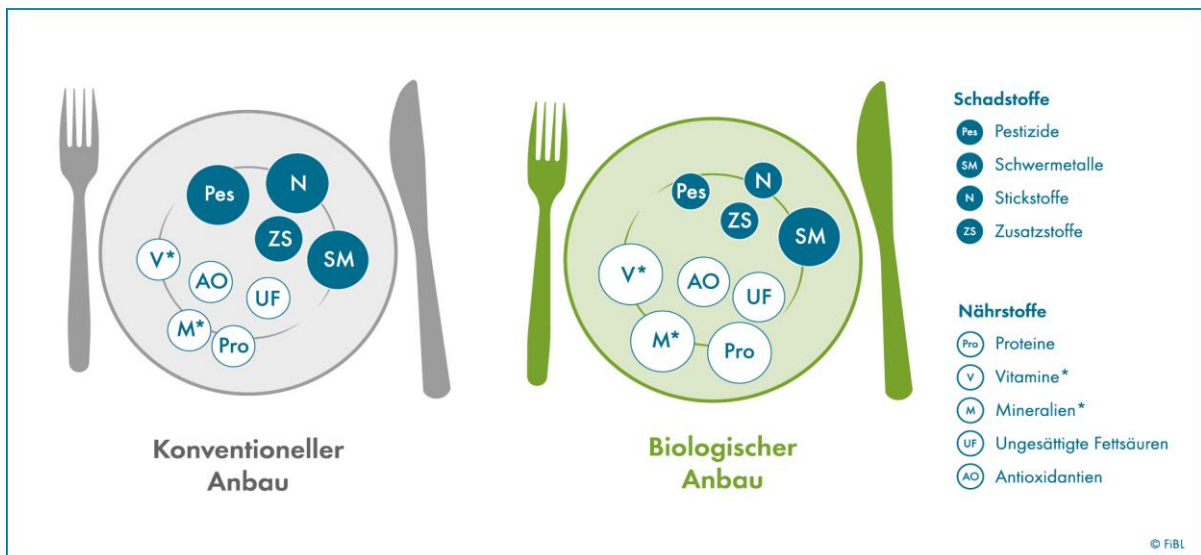 Pes
N
ZS
SM
V*
AO
UF
M*
Pro
Konventioneller
Anbau
Pes
N
ZS
SM
V*
AO
UF
M*
Pro
Biologischer
Anbau
Schadstoffe
Pes Pestizide
SM Schwermetalle
N Stickstoffe
ZS Zusatzstoffe
Nährstoffe
Pro Proteine
V Vitamine*
M Mineralien*
UF Ungesättigte Fettsäuren
AO Antioxidantien
© FiBL